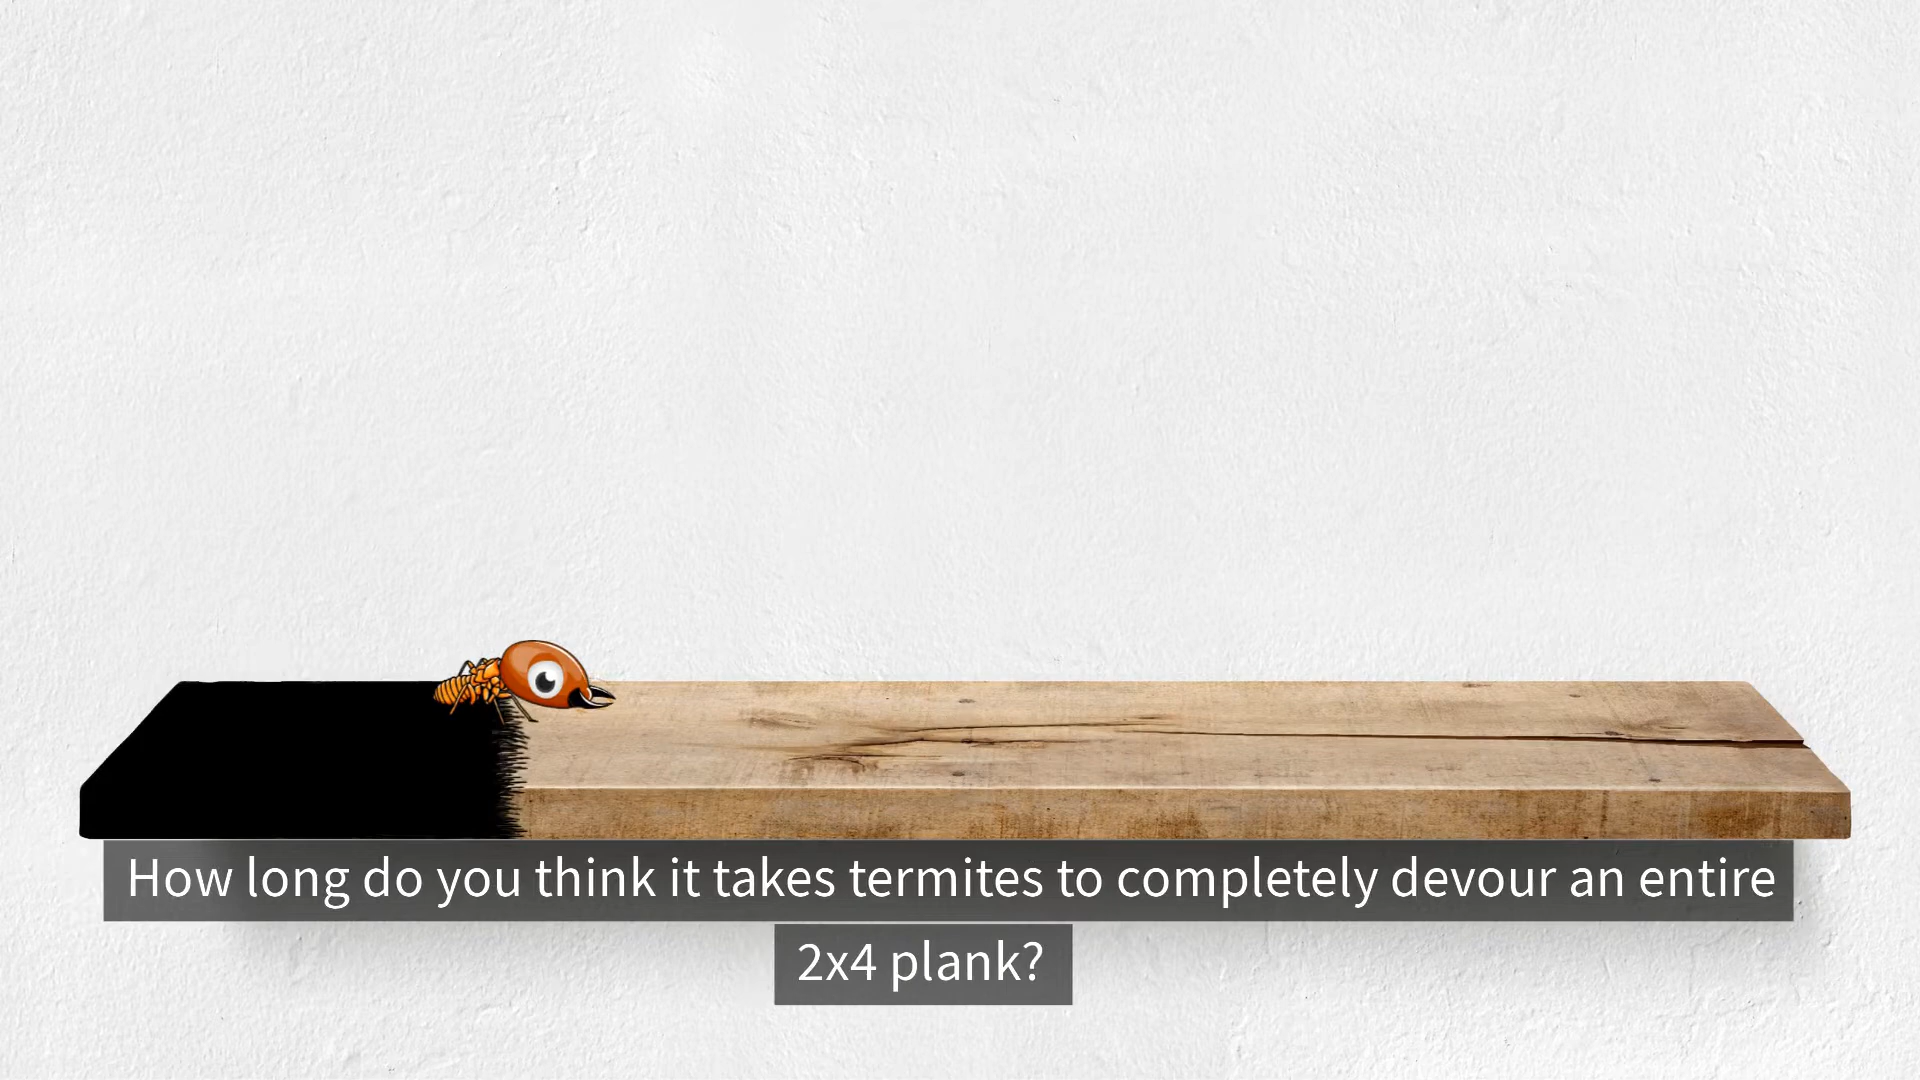 How long do you think it takes termites to completely devour an entire
2x4 plank?